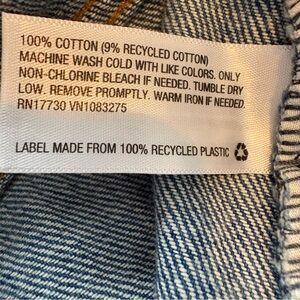 100% COTTON (9% RECYCLED COTTON)
MACHINE WASH COLD WITH LIKE COLORS. ONLY
NON-CHLORINE BLEACH IF NEEDED. TUMBLE DRY
LOW. REMOVE PROMPTLY. WARM IRON IF NEEDED.
RN17730 VN1083275
LABEL MADE FROM 100% RECYCLED PLASTIC